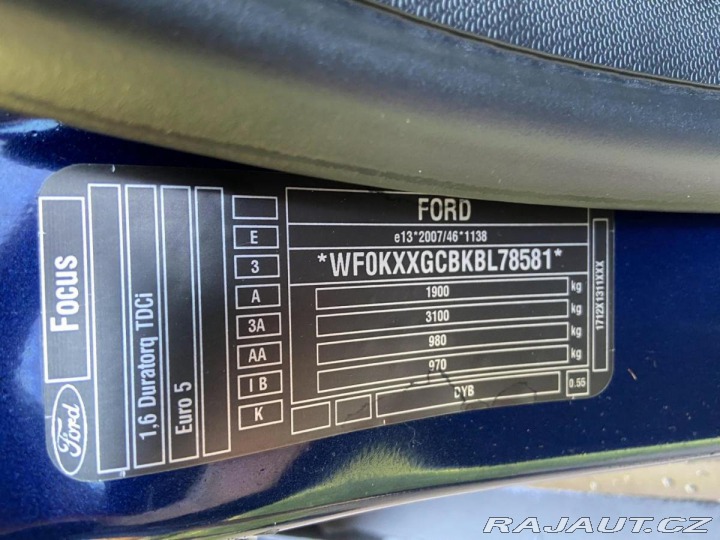 FORD
e13*2007/46*1138
*WF0KXXGCBKBL78581*
1900 kg
3100 kg
980 kg
970 kg
DYB
0.55
1712X1311XXX
E
3
A
3A
AA
I B
K
Focus
1,6 Duratorq TDCi
Euro 5
Ford
RAJAUT.CZ